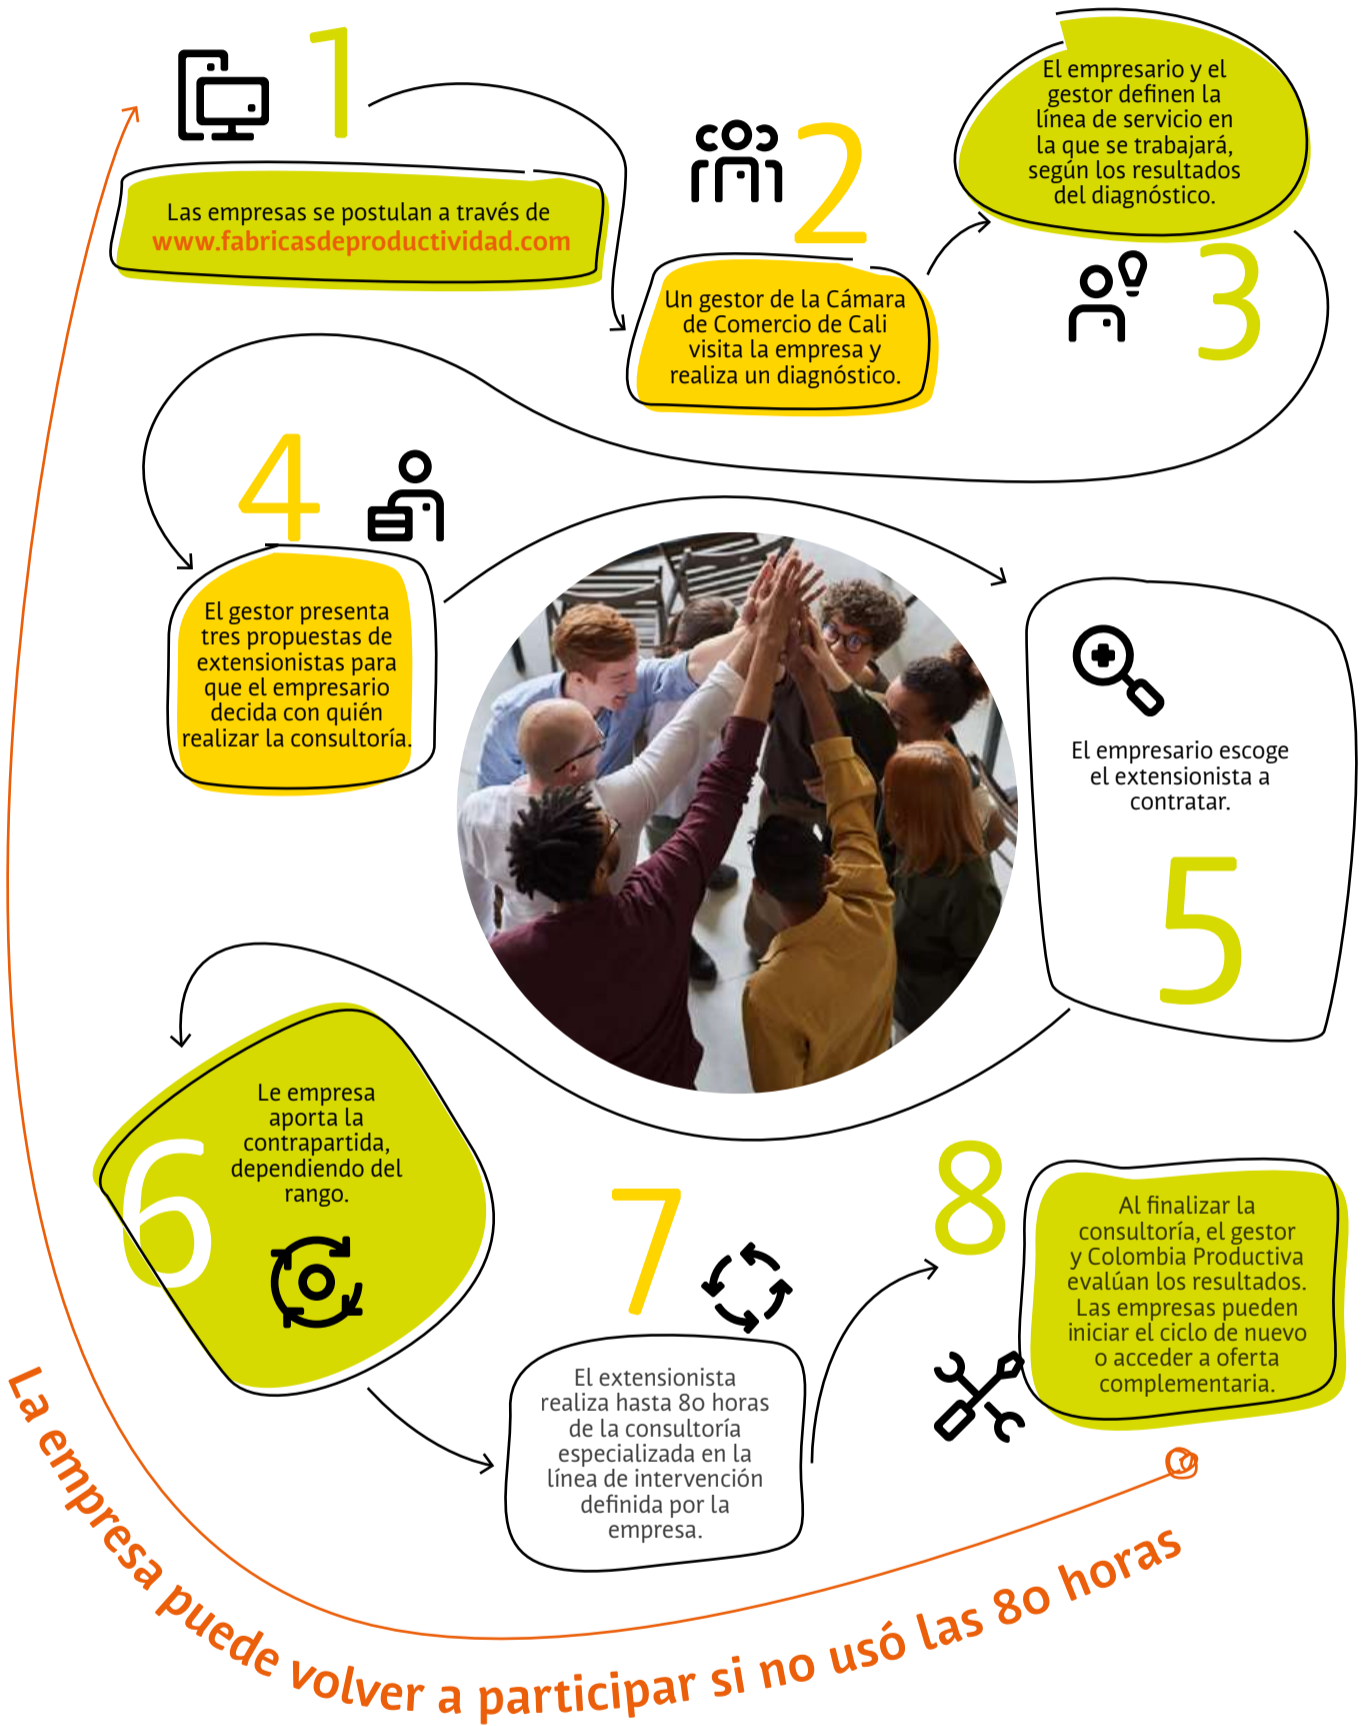 1
Las empresas se postulan a través de
www.fabricasdeproductividad.com
2
Un gestor de la Cámara
de Comercio de Cali
visita la empresa y
realiza un diagnóstico.
El empresario y el
gestor definen la
línea de servicio en
la que se trabajará,
según los resultados
del diagnóstico.
3
4
El gestor presenta
tres propuestas de
extensionistas para
que el empresario
decida con quién
realizar la consultoría.
El empresario escoge
el extensionista a
contratar.
5
Le empresa
aporta la
contrapartida,
dependiendo del
rango.
6
7
El extensionista
realiza hasta 80 horas
de la consultoría
especializada en la
línea de intervención
definida por la
empresa.
8
Al finalizar la
consultoría, el gestor
y Colombia Productiva
evalúan los resultados.
Las empresas pueden
iniciar el ciclo de nuevo
o acceder a oferta
complementaria.
La empresa puede volver a participar si no usó las 80 horas